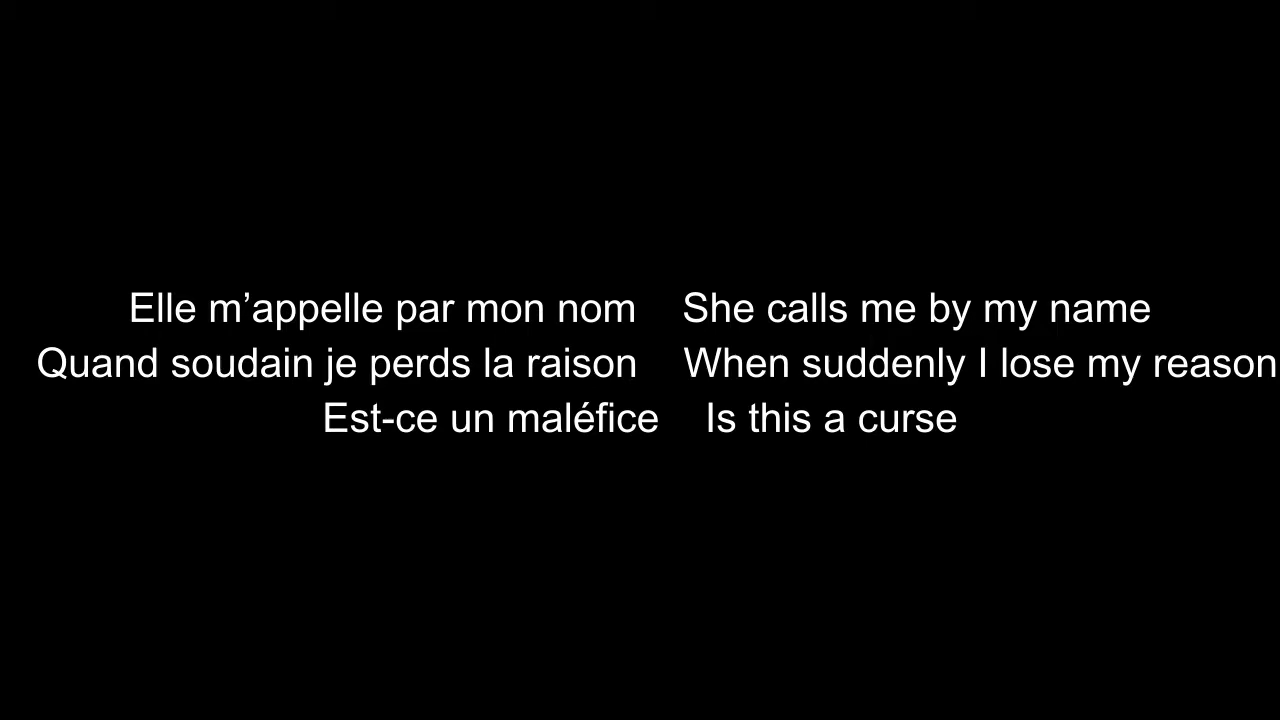 Elle m’appelle par mon nom She calls me by my name
Quand soudain je perds la raison When suddenly I lose my reason
Est-ce un maléfice Is this a curse